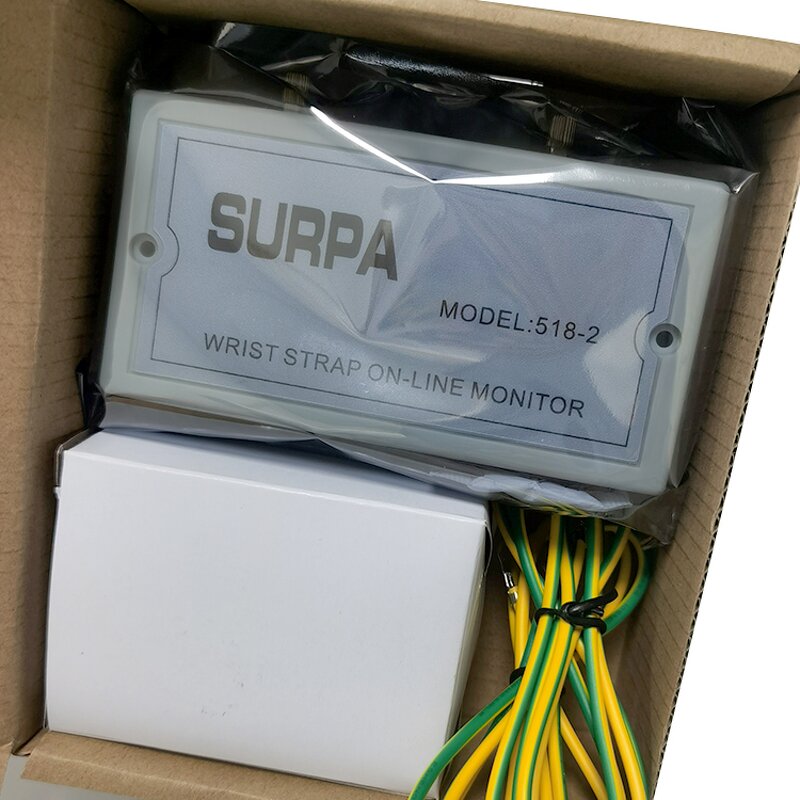 SURPA
MODEL:518-2
WRIST STRAP ON-LINE MONITOR